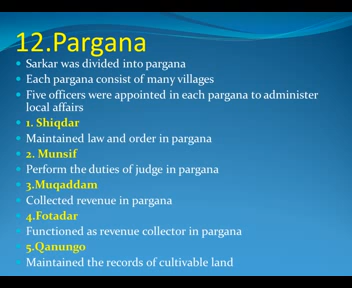 12.Pargana
Sarkar was divided into pargana
Each pargana consist of many villages
Five officers were appointed in each pargana to administer
local affairs
1. Shiqdar
Maintained law and order in pargana
2. Munsif
Perform the duties of judge in pargana
3.Muqaddam
Collected revenue in pargana
4.Fotadar
Functioned as revenue collector in pargana
5.Qanungo
Maintained the records of cultivable land